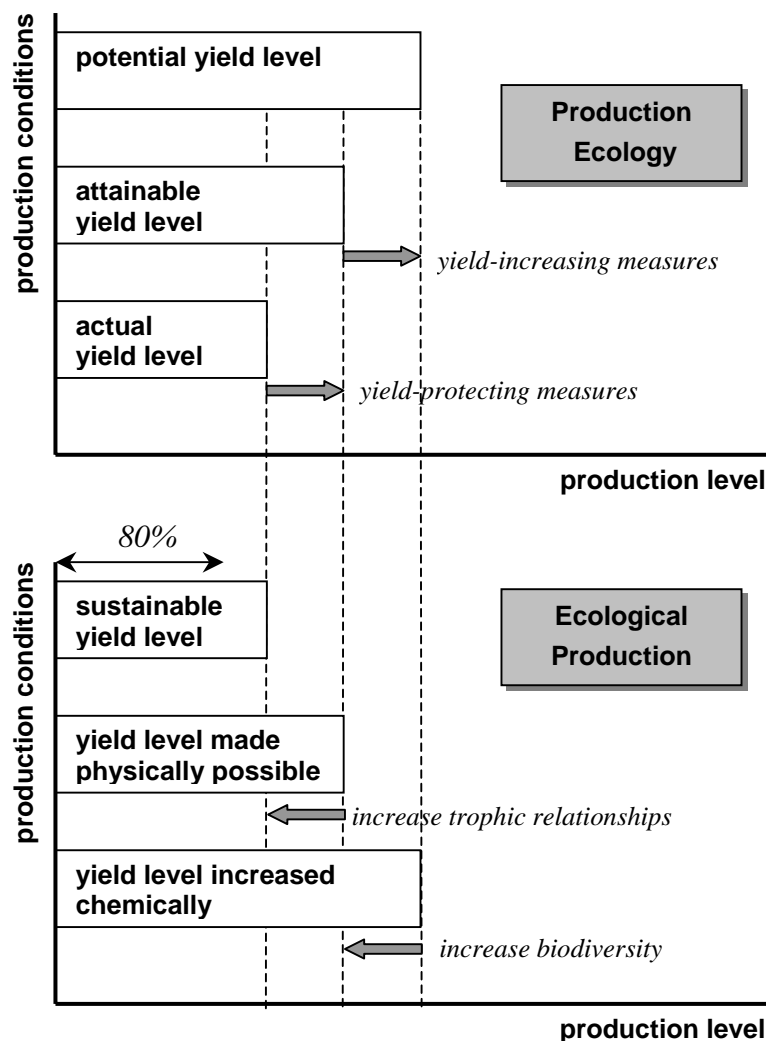 production conditions
potential yield level
Production
Ecology
attainable
yield level
yield-increasing measures
actual
yield level
yield-protecting measures
production level
80%
production conditions
sustainable
yield level
Ecological
Production
yield level made
physically possible
increase trophic relationships
yield level increased
chemically
increase biodiversity
production level